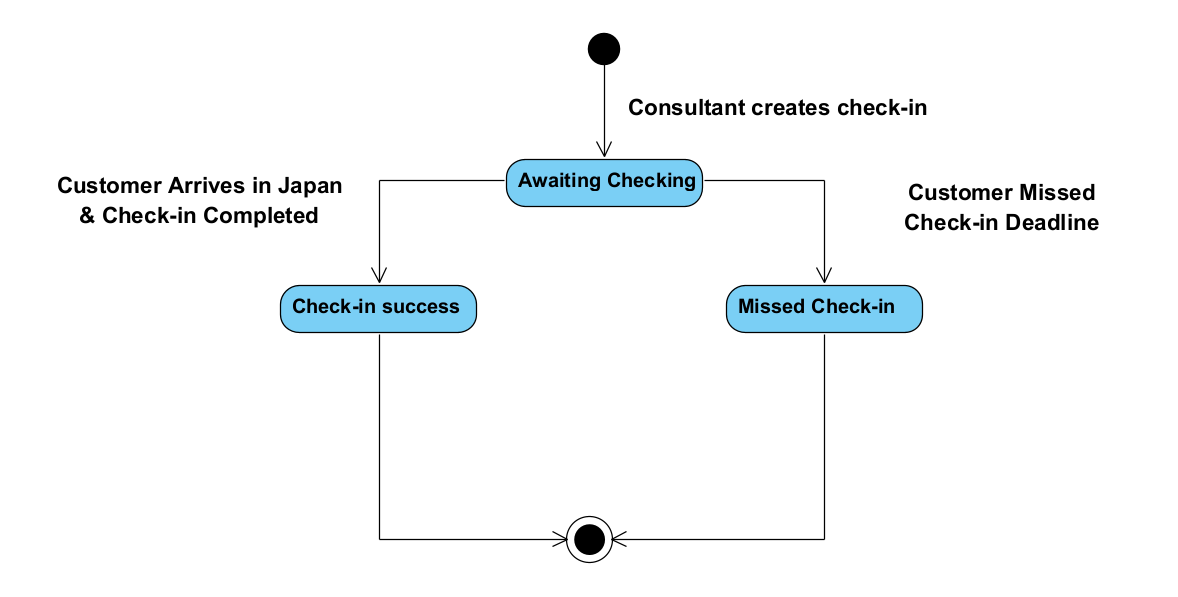 Consultant creates check-in
Awaiting Checking
Customer Arrives in Japan
& Check-in Completed
Customer Missed
Check-in Deadline
Check-in success
Missed Check-in